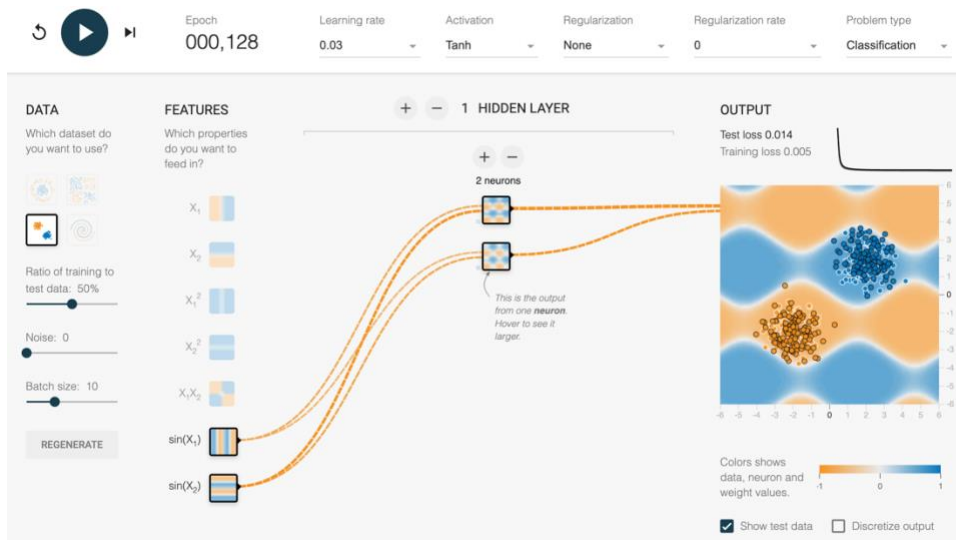 Epoch
000,128
Learning rate
0.03
Activation
Tanh
Regularization
None
Regularization rate
0
Problem type
Classification
DATA
Which dataset do
you want to use?
Ratio of training to
test data: 50%
Noise: 0
Batch size: 10
REGENERATE
FEATURES
Which properties
do you want to
feed in?
X₁
X₂
X₁²
X₂²
X₁X₂
sin(X₁)
sin(X₂)
+ − 1 HIDDEN LAYER
+ −
2 neurons
This is the output
from one neuron.
Hover to see it
larger.
OUTPUT
Test loss 0.014
Training loss 0.005
6
5
4
3
2
1
0
-1
-2
-3
-4
-5
-6
-6 -5 -4 -3 -2 -1 0 1 2 3 4 5 6
Colors shows
data, neuron and
weight values.
-1 0 1
Show test data
Discretize output